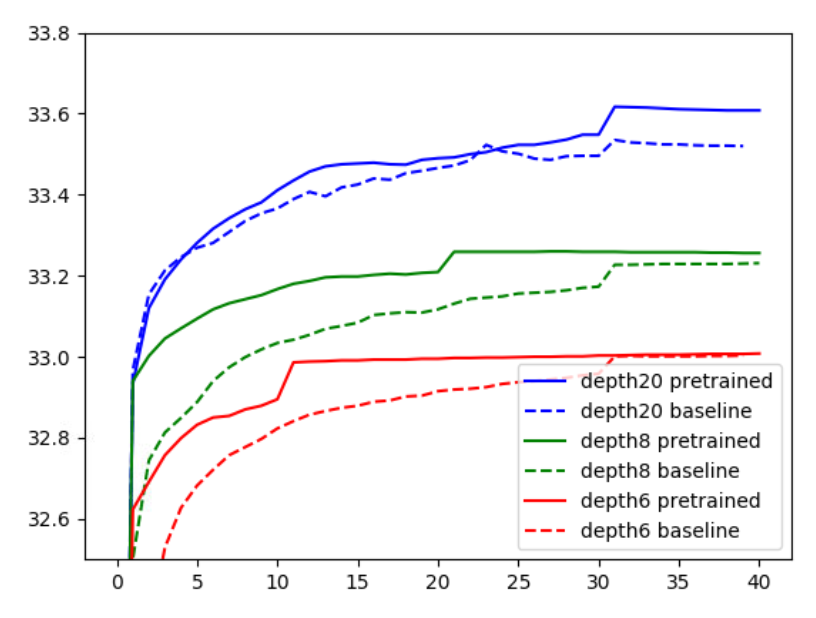 33.8
33.6
33.4
33.2
33.0
32.8
32.6
depth20 pretrained
depth20 baseline
depth8 pretrained
depth8 baseline
depth6 pretrained
depth6 baseline
0 5 10 15 20 25 30 35 40